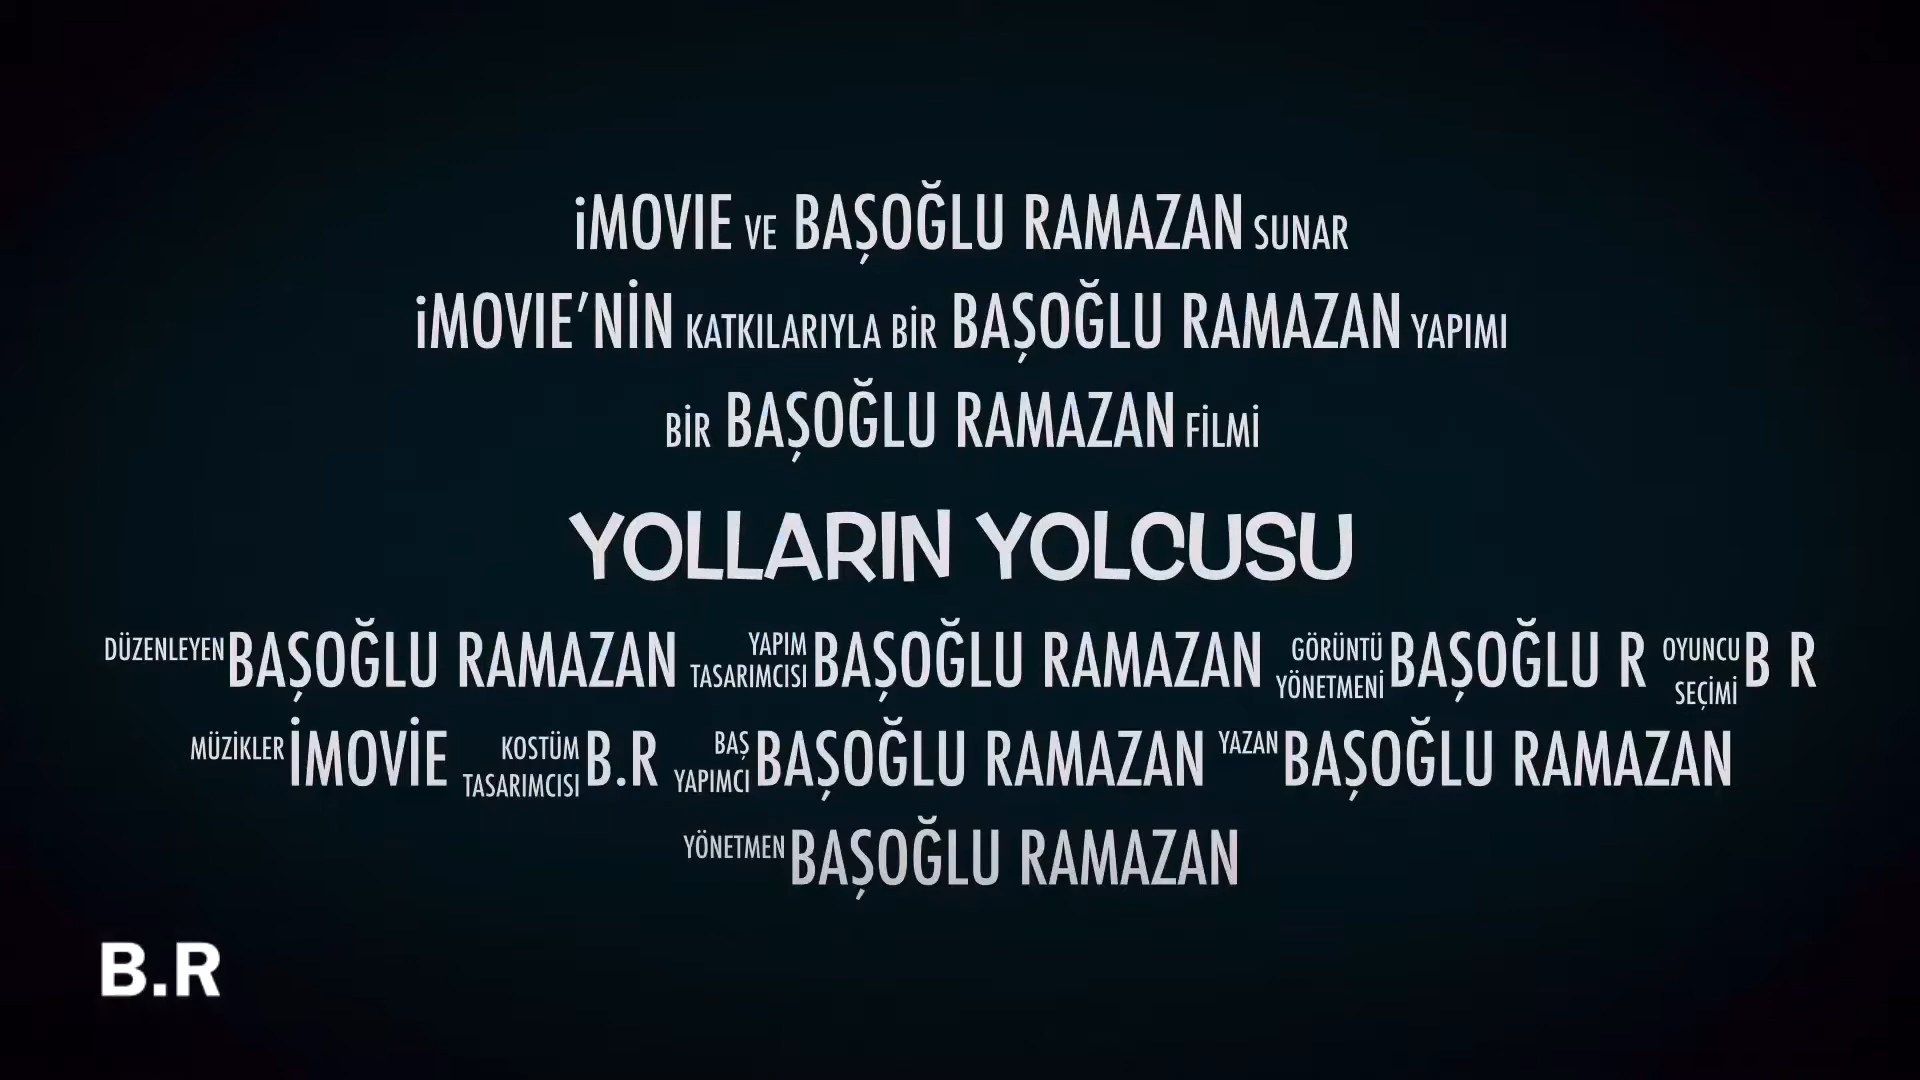 iMOVIE VE BAŞOĞLU RAMAZAN SUNAR
iMOVIE’NİN KATKILARIYLA BİR BAŞOĞLU RAMAZAN YAPIMI
BİR BAŞOĞLU RAMAZAN FİLMİ
YOLLARIN YOLCUSU
DÜZENLEYEN BAŞOĞLU RAMAZAN YAPIM TASARIMCISI BAŞOĞLU RAMAZAN GÖRÜNTÜ YÖNETMENİ BAŞOĞLU R OYUNCU SEÇİMİ B R
MÜZİKLER İMOVİE KOSTÜM TASARIMCISI B.R BAŞ YAPIMCI BAŞOĞLU RAMAZAN YAZAN BAŞOĞLU RAMAZAN
YÖNETMEN BAŞOĞLU RAMAZAN
B.R